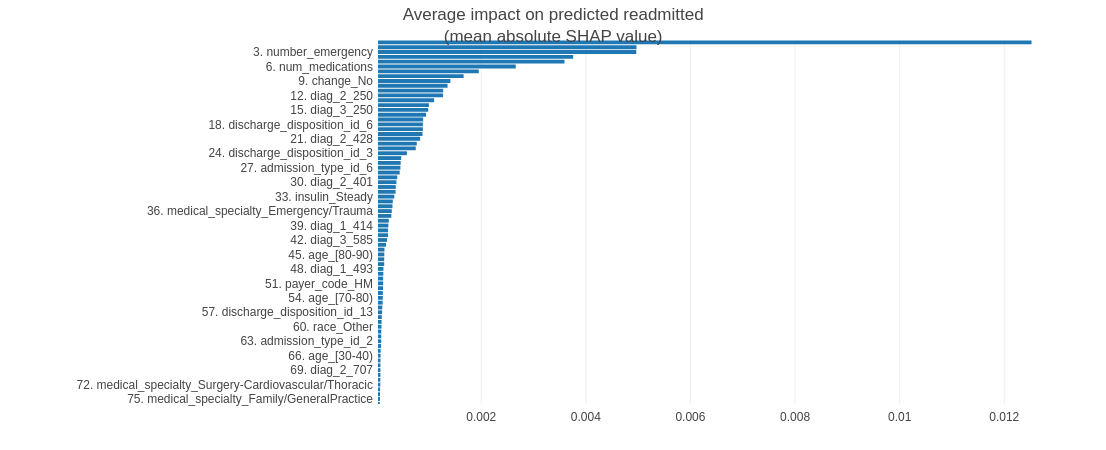 Average impact on predicted readmitted
(mean absolute SHAP value)
3. number_emergency
6. num_medications
9. change_No
12. diag_2_250
15. diag_3_250
18. discharge_disposition_id_6
21. diag_2_428
24. discharge_disposition_id_3
27. admission_type_id_6
30. diag_2_401
33. insulin_Steady
36. medical_specialty_Emergency/Trauma
39. diag_1_414
42. diag_3_585
45. age_[80-90)
48. diag_1_493
51. payer_code_HM
54. age_[70-80)
57. discharge_disposition_id_13
60. race_Other
63. admission_type_id_2
66. age_[30-40)
69. diag_2_707
72. medical_specialty_Surgery-Cardiovascular/Thoracic
75. medical_specialty_Family/GeneralPractice
0.002 0.004 0.006 0.008 0.01 0.012